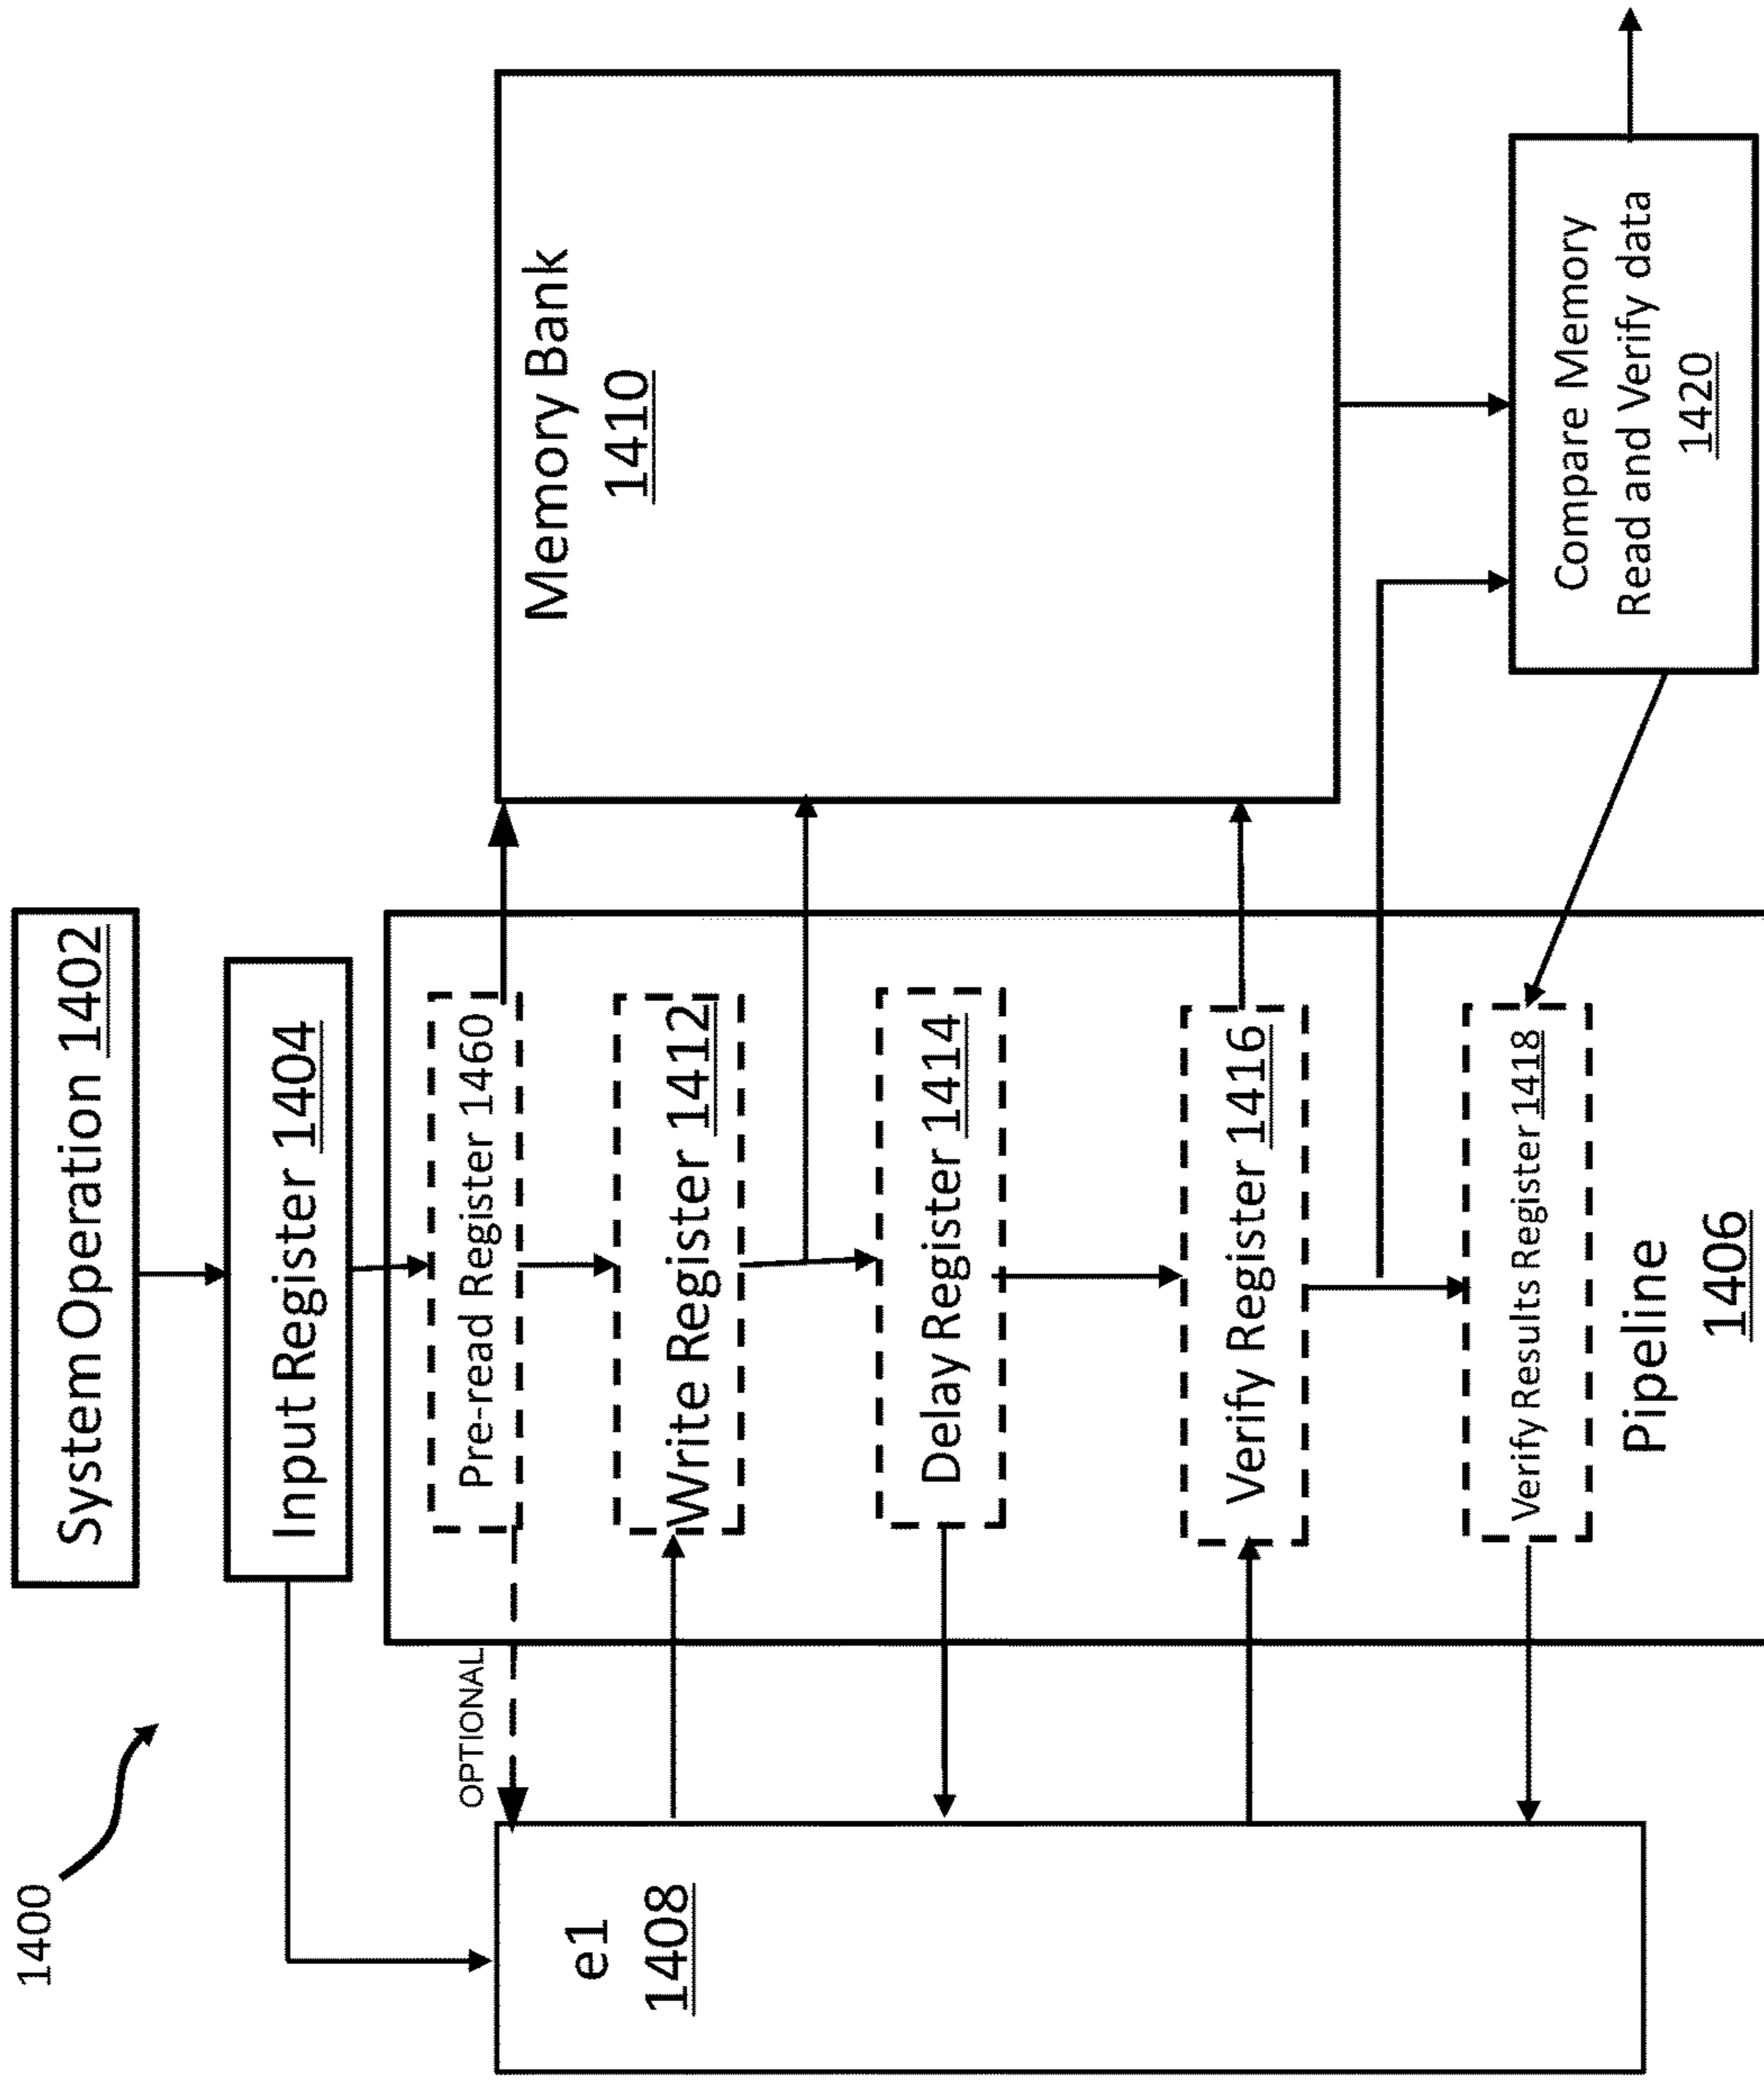 1400
System Operation 1402
Input Register 1404
OPTIONAL
Pre-read Register 1460
Write Register 1412
Delay Register 1414
Verify Register 1416
Verify Results Register 1418
Pipeline
1406
e1
1408
Memory Bank
1410
Compare Memory
Read and Verify data
1420